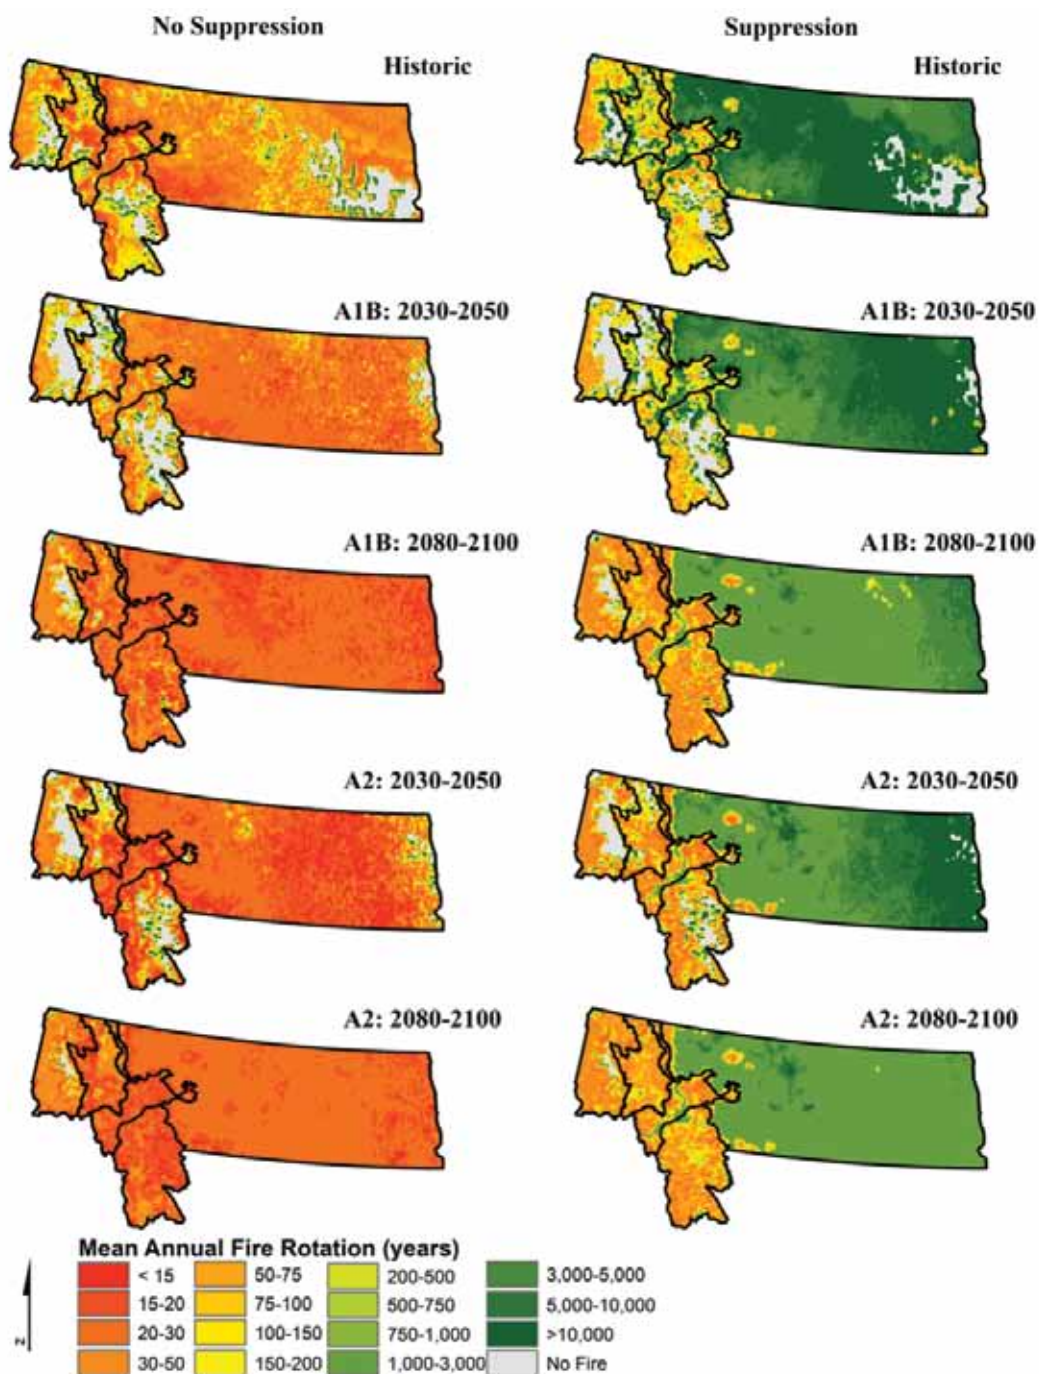 No Suppression
Suppression
Historic
Historic
A1B: 2030-2050
A1B: 2030-2050
A1B: 2080-2100
A1B: 2080-2100
A2: 2030-2050
A2: 2030-2050
A2: 2080-2100
A2: 2080-2100
Mean Annual Fire Rotation (years)
< 15
50-75
200-500
3,000-5,000
15-20
75-100
500-750
5,000-10,000
20-30
100-150
750-1,000
>10,000
30-50
150-200
1,000-3,000
No Fire
N